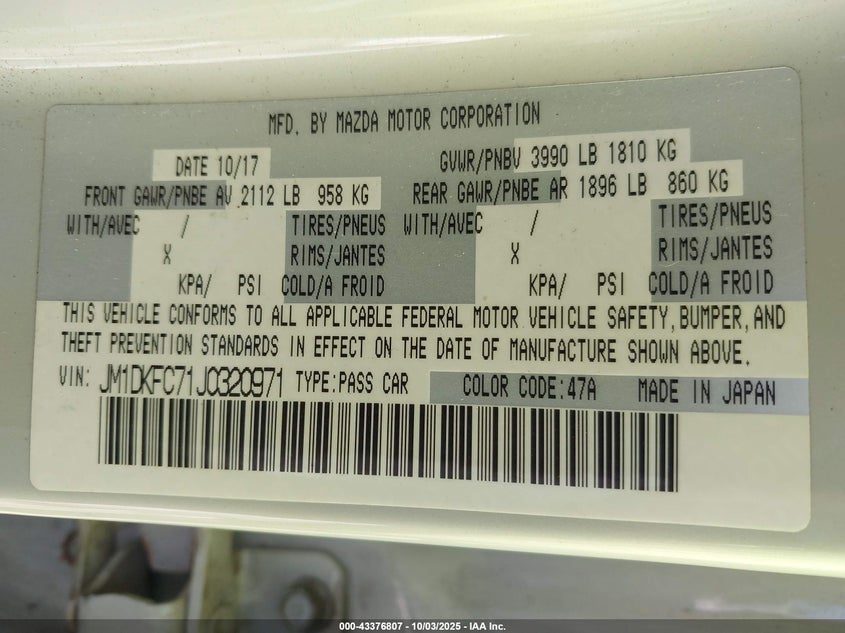 MFD. BY MAZDA MOTOR CORPORATION
DATE 10/17 GVWR/PNBV 3990 LB 1810 KG
FRONT GAWR/PNBE AV 2112 LB 958 KG REAR GAWR/PNBE AR 1896 LB 860 KG
WITH/AVEC / TIRES/PNEUS WITH/AVEC / TIRES/PNEUS
X RIMS/JANTES X RIMS/JANTES
KPA/ PSI COLD/A FROID KPA/ PSI COLD/A FROID
THIS VEHICLE CONFORMS TO ALL APPLICABLE FEDERAL MOTOR VEHICLE SAFETY, BUMPER, AND
THEFT PREVENTION STANDARDS IN EFFECT ON THE DATE OF MANUFACTURE SHOWN ABOVE.
VIN: JM1DKFC71J0320971 TYPE:PASS CAR COLOR CODE:47A MADE IN JAPAN
000-43376807 - 10/03/2025 - IAA Inc.